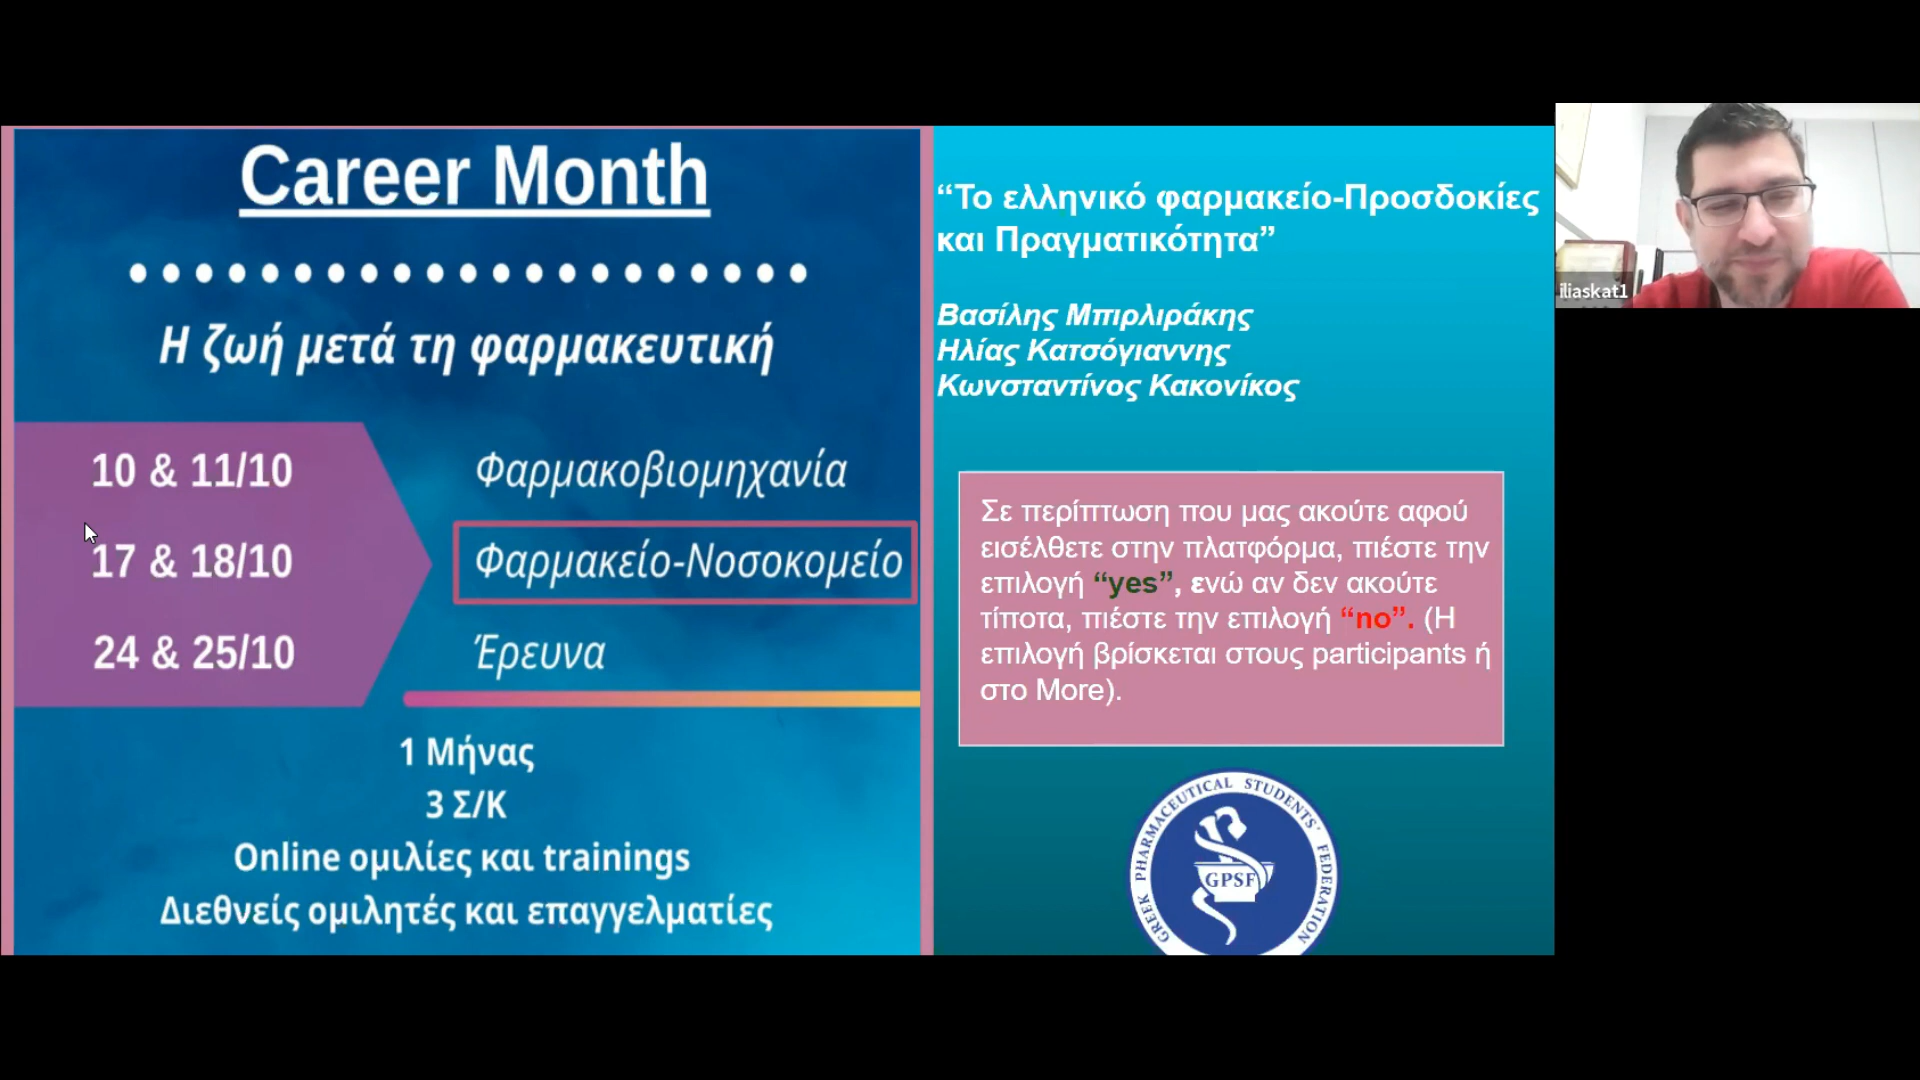 Career Month
Η ζωή μετά τη φαρμακευτική
10 & 11/10
Φαρμακοβιομηχανία
17 & 18/10
Φαρμακείο-Νοσοκομείο
24 & 25/10
Έρευνα
1 Μήνας
3 Σ/Κ
Online ομιλίες και trainings
Διεθνείς ομιλητές και επαγγελματίες
“Το ελληνικό φαρμακείο-Προσδοκίες
και Πραγματικότητα”
Βασίλης Μπιρλιράκης
Ηλίας Κατσόγιαννης
Κωνσταντίνος Κακονίκος
Σε περίπτωση που μας ακούτε αφού
εισέλθετε στην πλατφόρμα, πιέστε την
επιλογή “yes”, ενώ αν δεν ακούτε
τίποτα, πιέστε την επιλογή “no”. (Η
επιλογή βρίσκεται στους participants ή
στο More).
GREEK PHARMACEUTICAL STUDENTS' FEDERATION
GPSF
iliaskat1